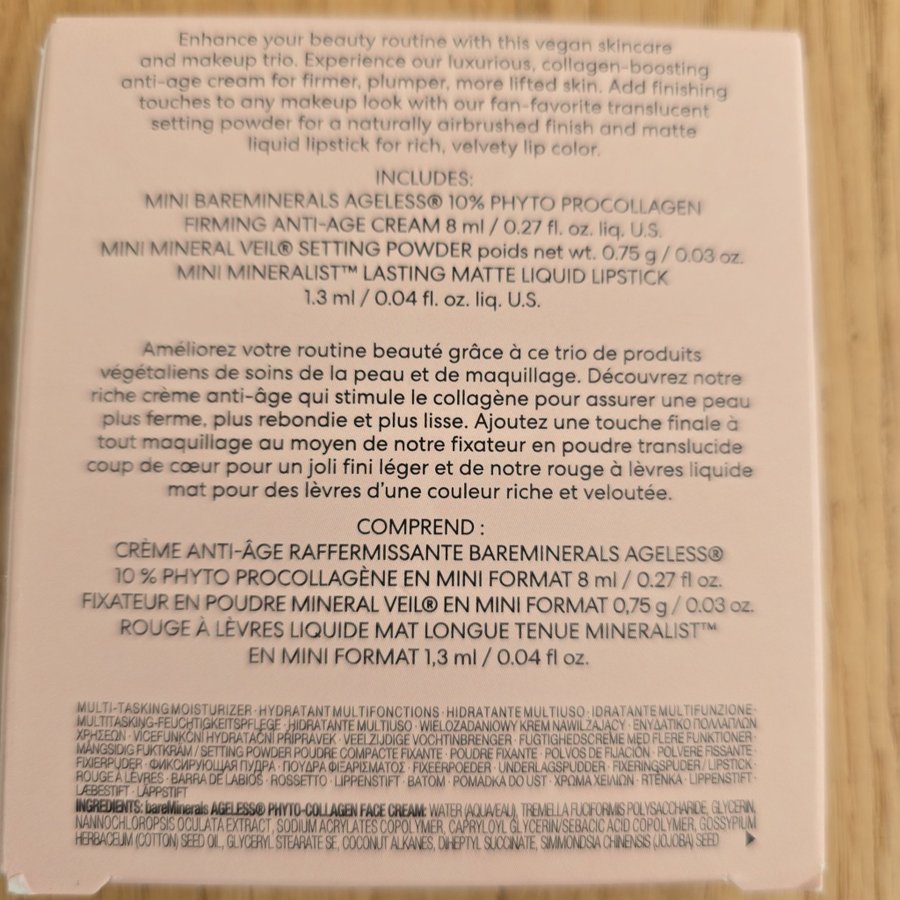 Enhance your beauty routine with this vegan skincare
and makeup trio. Experience our luxurious, collagen-boosting
anti-age cream for firmer, plumper, more lifted skin. Add finishing
touches to any makeup look with our fan-favorite translucent
setting powder for a naturally airbrushed finish and matte
liquid lipstick for rich, velvety lip color.
INCLUDES:
MINI BAREMINERALS AGELESS® 10% PHYTO PROCOLLAGEN
FIRMING ANTI-AGE CREAM 8 ml / 0.27 fl. oz. liq. U.S.
MINI MINERAL VEIL® SETTING POWDER poids net wt. 0.75 g / 0.03 oz.
MINI MINERALIST™ LASTING MATTE LIQUID LIPSTICK
1.3 ml / 0.04 fl. oz. liq. U.S.
Améliorez votre routine beauté grâce à ce trio de produits
végétaliens de soins de la peau et de maquillage. Découvrez notre
riche crème anti-âge qui stimule le collagène pour assurer une peau
plus ferme, plus rebondie et plus lisse. Ajoutez une touche finale à
tout maquillage au moyen de notre fixateur en poudre translucide
coup de cœur pour un joli fini léger et de notre rouge à lèvres liquide
mat pour des lèvres d'une couleur riche et veloutée.
COMPREND :
CRÈME ANTI-ÂGE RAFFERMISSANTE BAREMINERALS AGELESS®
10 % PHYTO PROCOLLAGÈNE EN MINI FORMAT 8 ml / 0.27 fl oz.
FIXATEUR EN POUDRE MINERAL VEIL® EN MINI FORMAT 0,75 g / 0.03 oz.
ROUGE À LÈVRES LIQUIDE MAT LONGUE TENUE MINERALIST™
EN MINI FORMAT 1,3 ml / 0.04 fl oz.
MULTI-TASKING MOISTURIZER · HYDRATANT MULTIFONCTIONS · HIDRATANTE MULTIUSO · IDRATANTE MULTIFUNZIONE ·
MULTITASKING-FEUCHTIGKEITSPFLEGE · HIDRATANTE MULTIUSO · WIELOZADANIOWY KREM NAWILŻAJĄCY · ΕΝΥΔΑΤΙΚΟ ΠΟΛΛΑΠΛΩΝ
ΧΡΗΣΕΩΝ · VÍCEFUNKČNÍ HYDRATAČNÍ PŘÍPRAVEK · VEELZIJDIGE VOCHTINBRENGER · FUGTIGHEDSCREME MED FLERE FUNKTIONER ·
MÅNGSIDIG FUKTKRÄM / SETTING POWDER POUDRE COMPACTE FIXANTE · POUDRE FIXANTE · POLVOS DE FIJACIÓN · POLVERE FISSANTE ·
FIXIERPUDER · ФИКСИРУЮЩАЯ ПУДРА · ΠΟΥΔΡΑ ΦΙΞΑΡΙΣΜΑΤΟΣ · FIXEERPOEDER · UNDERLAGSPUDDER · FIXERINGSPUDER / LIPSTICK ·
ROUGE À LÈVRES · BARRA DE LABIOS · ROSSETTO · LIPPENSTIFT · BATOM · POMADKA DO UST · ΧΡΩΜΑ ΧΕΙΛΙΩΝ · RTĚNKA · LIPPENSTIFT ·
LÆBESTIFT · LÄPPSTIFT
INGREDIENTS: bareMinerals AGELESS® PHYTO-COLLAGEN FACE CREAM: WATER (AQUA/EAU), TREMELLA FUCIFORMIS POLYSACCHARIDE, GLYCERIN,
NANNOCHLOROPSIS OCULATA EXTRACT, SODIUM ACRYLATES COPOLYMER, CAPRYLOYL GLYCERIN/SEBACIC ACID COPOLYMER, GOSSYPIUM
HERBACEUM (COTTON) SEED OIL, GLYCERYL STEARATE SE, COCONUT ALKANES, DIHEPTYL SUCCINATE, SIMMONDSIA CHINENSIS (JOJOBA) SEED